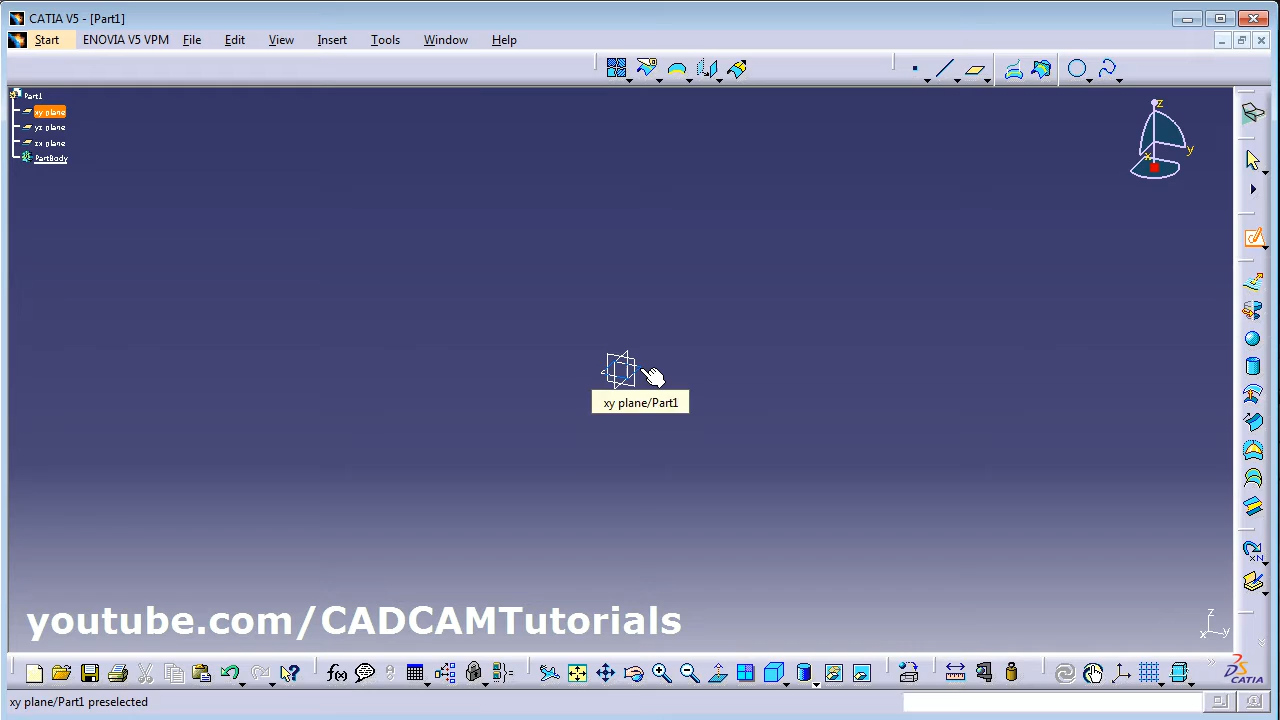 CATIA V5 - [Part1]
Start ENOVIA V5 VPM File Edit View Insert Tools Window Help
Part1
xy plane
yz plane
zx plane
PartBody
z
y
x
xy plane/Part1
youtube.com/CADCAMTutorials
z
x y
f(x)
XN
CATIA
xy plane/Part1 preselected